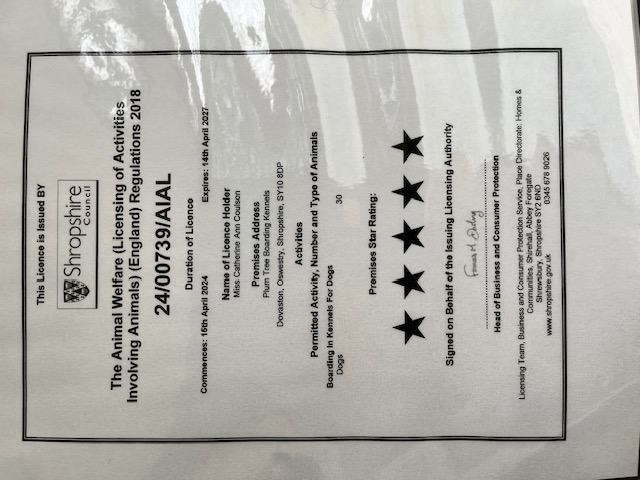 This Licence is Issued BY
Shropshire
Council
The Animal Welfare (Licensing of Activities
Involving Animals) (England) Regulations 2018
24/00739/AIAL
Duration of Licence
Commences: 15th April 2024 Expires: 14th April 2027
Name of Licence Holder
Miss Catherine Ann Coulson
Premises Address
Plum Tree Boarding Kennels
Dovaston, Oswestry, Shropshire, SY10 8DP
Activities
Permitted Activity, Number and Type of Animals
Boarding In Kennels For Dogs
Dogs 30
Premises Star Rating:
Signed on Behalf of the Issuing Licensing Authority
Head of Business and Consumer Protection
Licensing Team, Business and Consumer Protection Service, Place Directorate: Homes &
Communities, Shirehall, Abbey Foregate
Shrewsbury, Shropshire SY2 6ND
www.shropshire.gov.uk 0345 678 9026